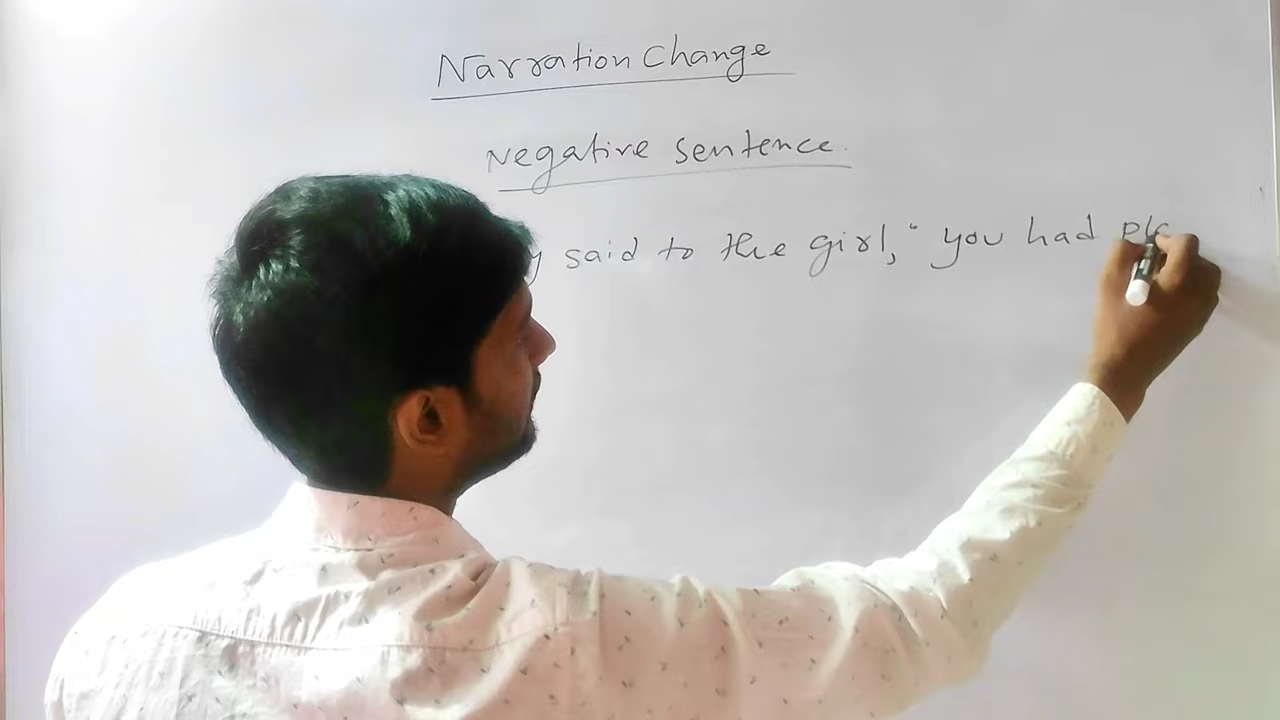 Narration Change
Negative sentence.
said to the girl, "you had